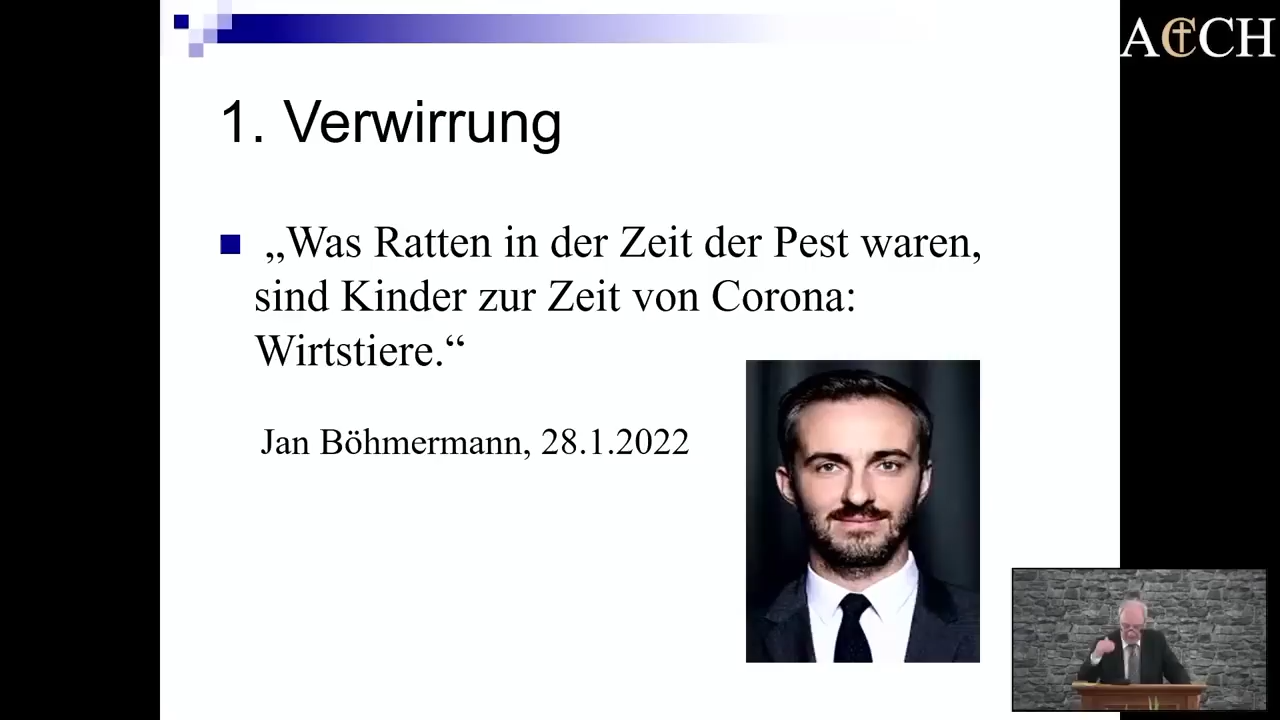 ACCH
1. Verwirrung
„Was Ratten in der Zeit der Pest waren,
sind Kinder zur Zeit von Corona:
Wirtstiere.“
Jan Böhmermann, 28.1.2022